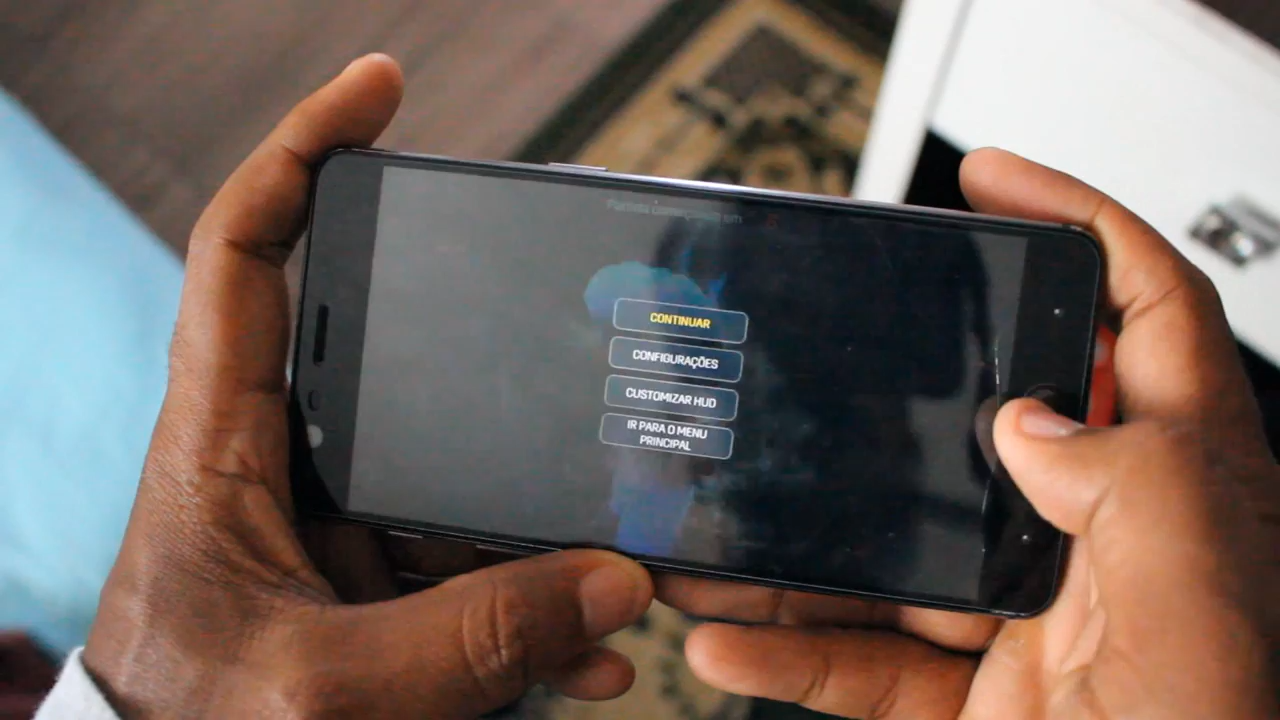 CONTINUAR
CONFIGURAÇÕES
CUSTOMIZAR HUD
IR PARA O MENU
PRINCIPAL